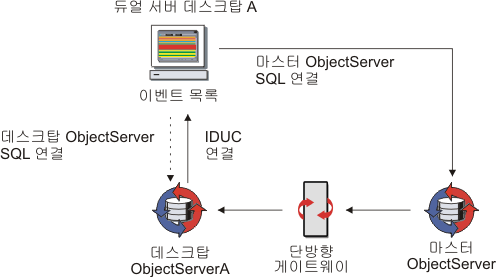 듀얼 서버 데스크탑 A
마스터 ObjectServer
SQL 연결
이벤트 목록
데스크탑 ObjectServer
SQL 연결
IDUC
연결
데스크탑
ObjectServerA
단방향
게이트웨이
마스터
ObjectServer